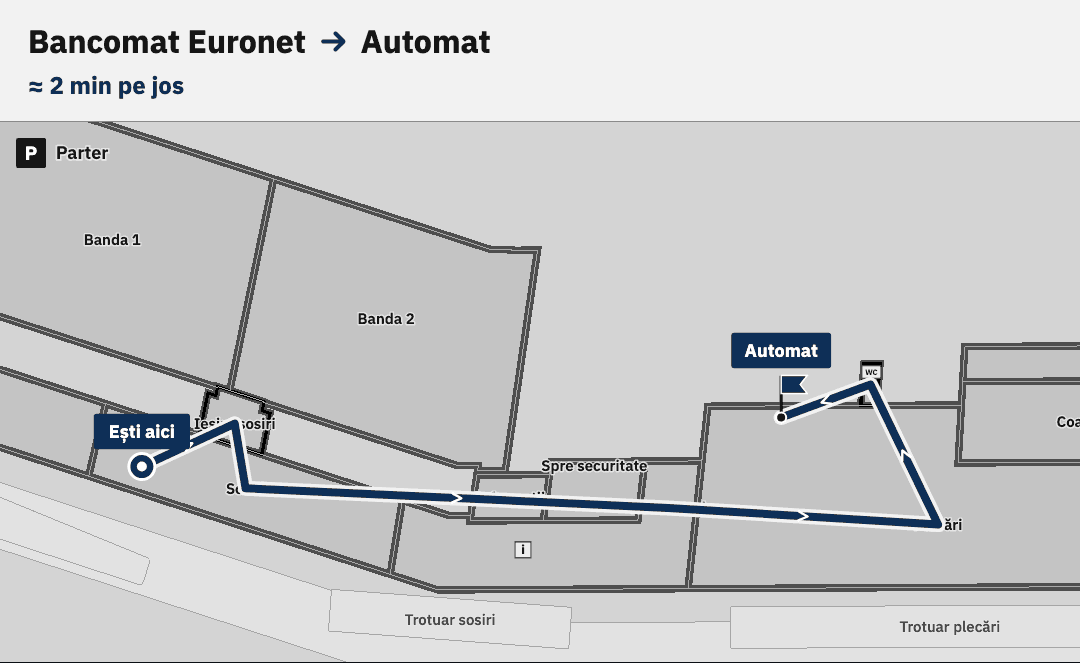 Bancomat Euronet → Automat
≈ 2 min pe jos
P Parter
Banda 1
Banda 2
Automat
wc
Ești aici
Spre securitate
i
Trotuar sosiri
Trotuar plecări